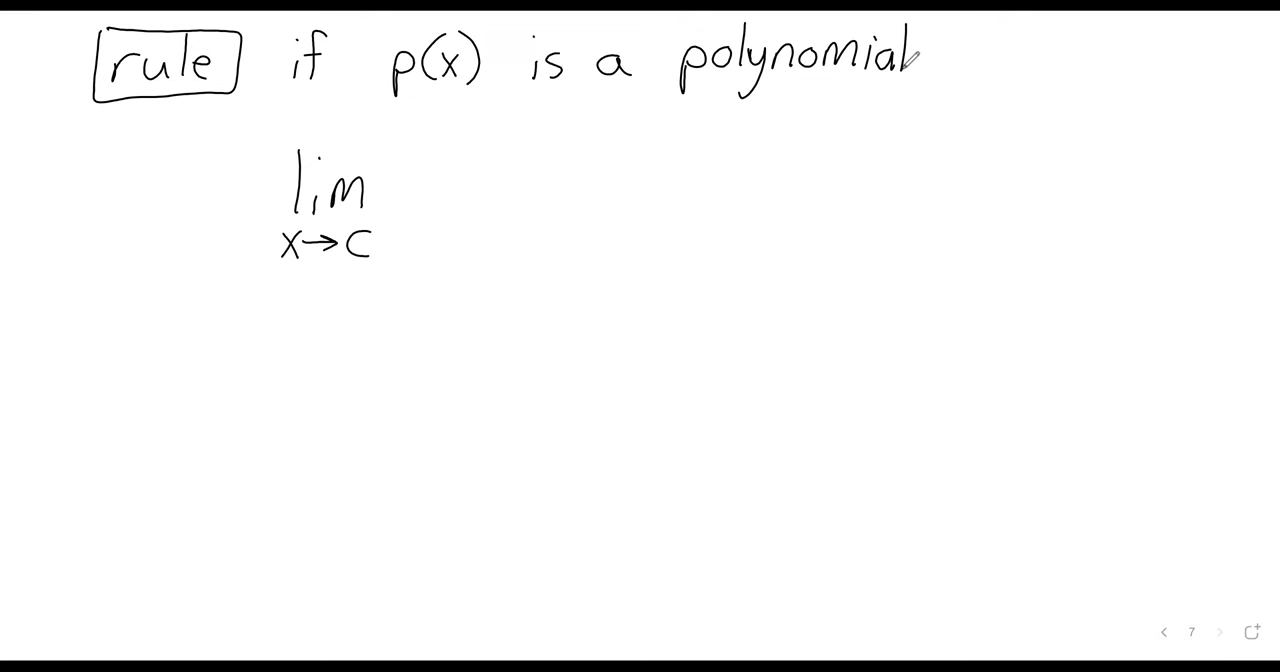 rule if p(x) is a polynomial
lim
x→c
< 7 >